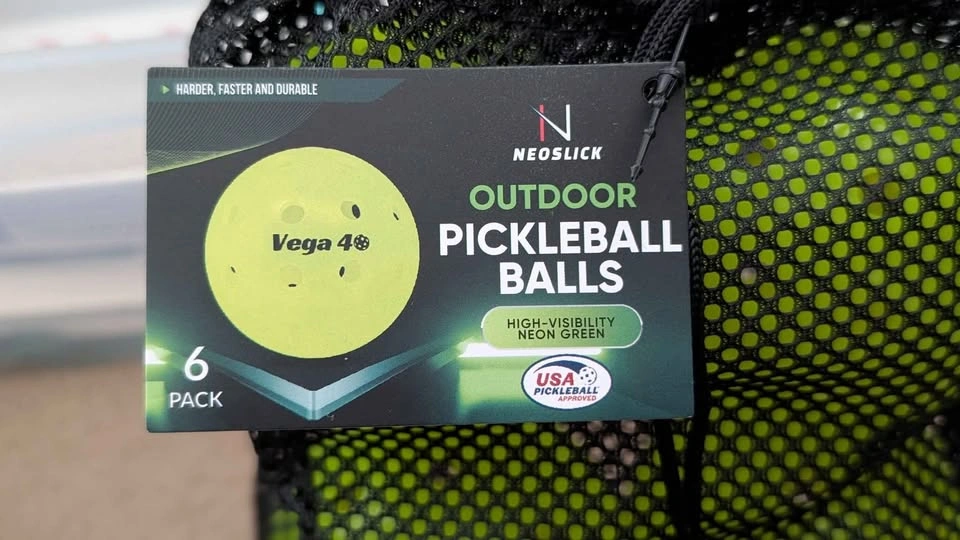 HARDER, FASTER AND DURABLE
N
NEOSLICK
OUTDOOR
PICKLEBALL
BALLS
Vega 40
HIGH-VISIBILITY
NEON GREEN
USA
PICKLEBALL
APPROVED
6
PACK